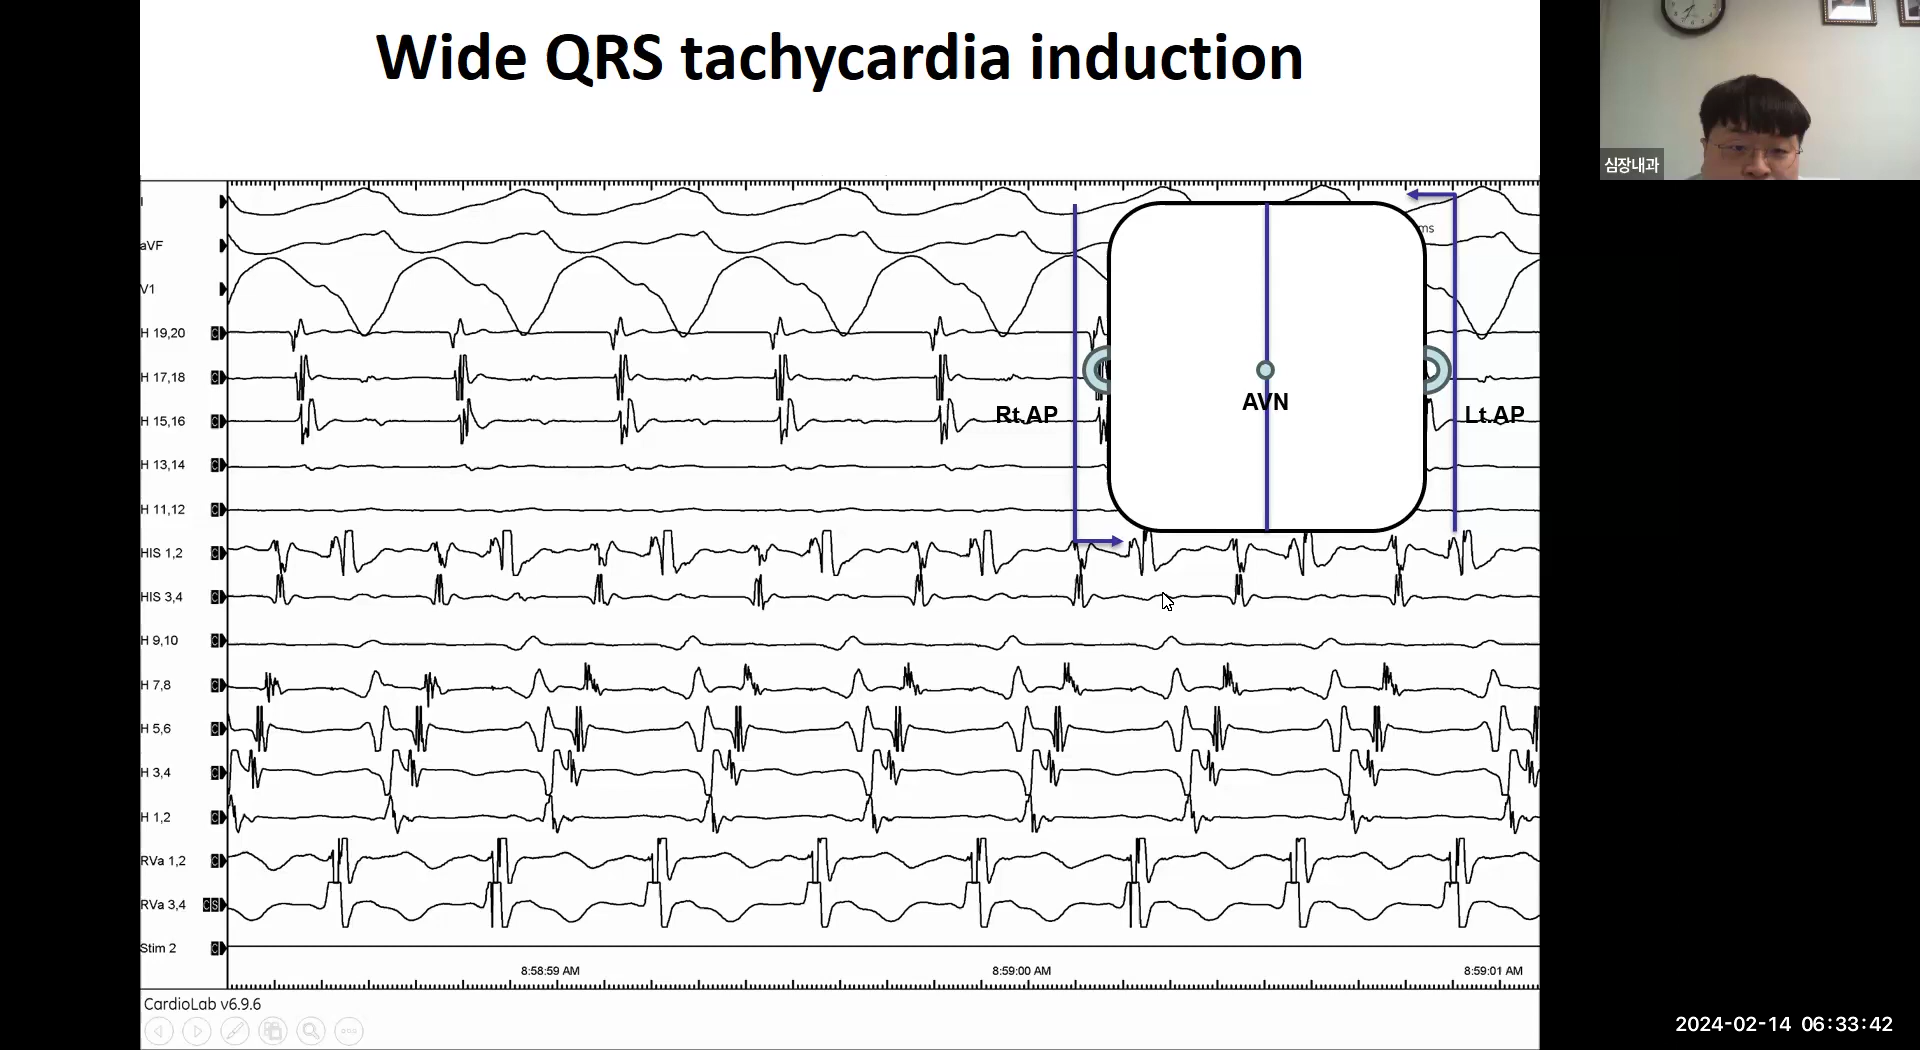 Wide QRS tachycardia induction
심장내과
I
aVF
ms
V1
H 19,20
H 17,18
AVN
H 15,16
Rt.AP
Lt.AP
H 13,14
H 11,12
HIS 1,2
HIS 3,4
H 9,10
H 7,8
H 5,6
H 3,4
H 1,2
RVa 1,2
RVa 3,4
Stim 2
8:58:59 AM
8:59:00 AM
8:59:01 AM
CardioLab v6.9.6
2024-02-14 06:33:42